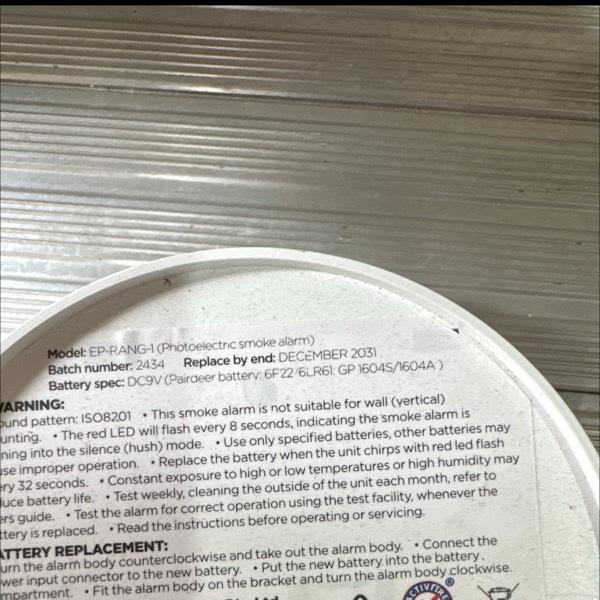 Model: EP-RANG-1 (Photoelectric smoke alarm)
Batch number: 2434 Replace by end: DECEMBER 2031
Battery spec: DC9V (Pairdeer battery: 6F22/6LR61: GP 1604S/1604A )
WARNING:
ound pattern: ISO8201 • This smoke alarm is not suitable for wall (vertical)
unting. • The red LED will flash every 8 seconds, indicating the smoke alarm is
ning into the silence (hush) mode. • Use only specified batteries, other batteries may
use improper operation. • Replace the battery when the unit chirps with red led flash
ery 32 seconds. • Constant exposure to high or low temperatures or high humidity may
duce battery life. • Test weekly, cleaning the outside of the unit each month, refer to
ers guide. • Test the alarm for correct operation using the test facility, whenever the
ttery is replaced. • Read the instructions before operating or servicing.
ATTERY REPLACEMENT:
urn the alarm body counterclockwise and take out the alarm body. • Connect the
wer input connector to the new battery. • Put the new battery into the battery
mpartment. • Fit the alarm body on the bracket and turn the alarm body clockwise.
Ltd
ACTIVFIRE ®